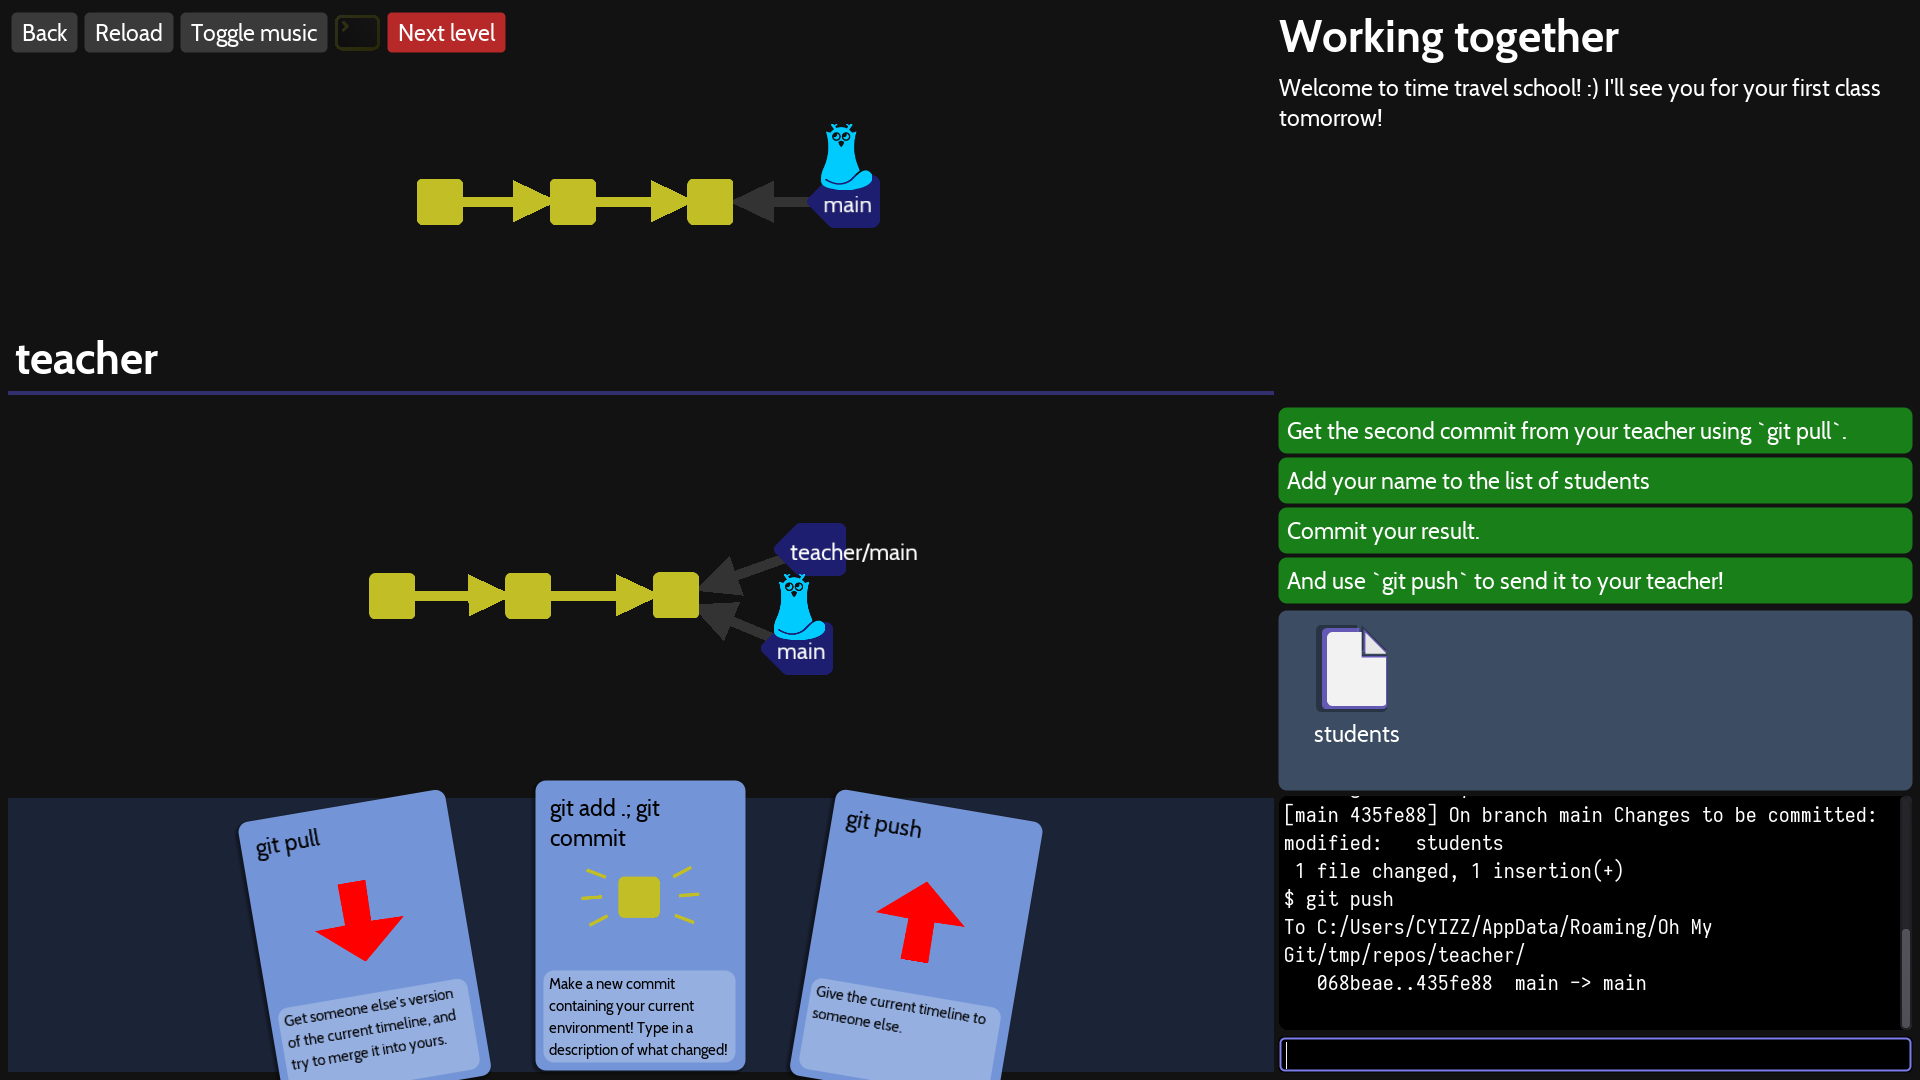 Back
Reload
Toggle music
Next level
Working together
Welcome to time travel school! :) I'll see you for your first class
tomorrow!
main
teacher
teacher/main
main
Get the second commit from your teacher using `git pull`.
Add your name to the list of students
Commit your result.
And use `git push` to send it to your teacher!
students
git pull
Get someone else's version
of the current timeline, and
try to merge it into yours.
git add .; git
commit
Make a new commit
containing your current
environment! Type in a
description of what changed!
git push
Give the current timeline to
someone else.
[main 435fe88] On branch main Changes to be committed:
modified:   students
 1 file changed, 1 insertion(+)
$ git push
To C:/Users/CYIZZ/AppData/Roaming/Oh My
Git/tmp/repos/teacher/
   068beae..435fe88  main -> main